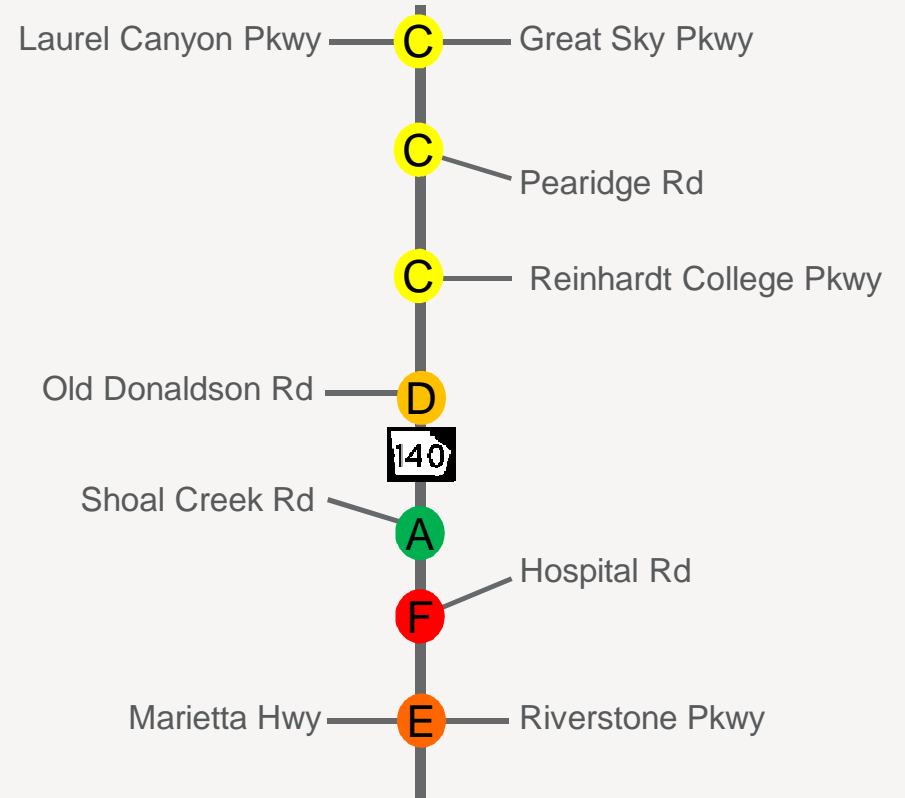 Laurel Canyon Pkwy C Great Sky Pkwy
C
Pearidge Rd
C Reinhardt College Pkwy
Old Donaldson Rd D
140
Shoal Creek Rd A
Hospital Rd
F
Marietta Hwy E Riverstone Pkwy